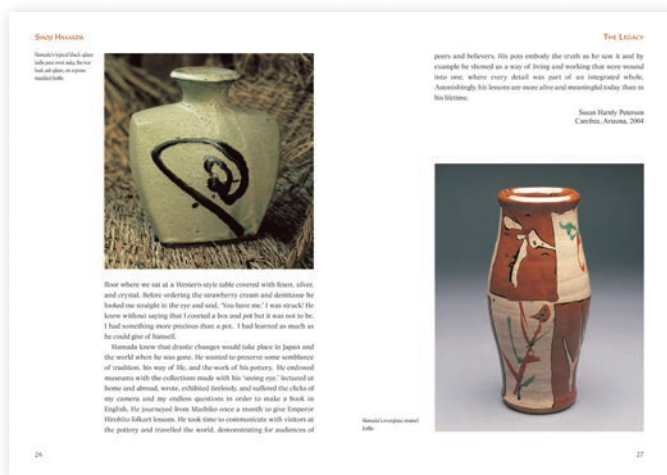 SHOJI HAMADA
Hamada's typical black glaze
bottle.
floor where we sat at a Western-style table covered with linen, silver,
and crystal. Before ordering the strawberry cream and demitasse he
looked me straight in the eye and said, 'You have me.' I was struck! He
knew without saying that I coveted a box and pot but it was not to be.
I had something more precious than a pot. I had learned as much as
he could give of himself.
Hamada knew that drastic changes would take place in Japan and
the world when he was gone. He wanted to preserve some semblance
of tradition, his way of life, and the work of his pottery. He endowed
museums with the collections made with his 'seeing eye,' lectured at
home and abroad, wrote, exhibited tirelessly, and suffered the clicks of
my camera and my endless questions in order to make a book in
English. He journeyed from Mashiko once a month to give Emperor
Hirohito folkart lessons. He took time to communicate with visitors at
the pottery and travelled the world, demonstrating for audiences of
26
THE LEGACY
peers and believers. His pots embody the truth as he saw it and by
example he showed us a way of living and working that were wound
into one, where every detail was part of an integrated whole.
Astonishingly, his lessons are more alive and meaningful today than in
his lifetime.
Susan Harnly Peterson
Carefree, Arizona, 2004
Hamada's overglaze enamel
bottle.
27